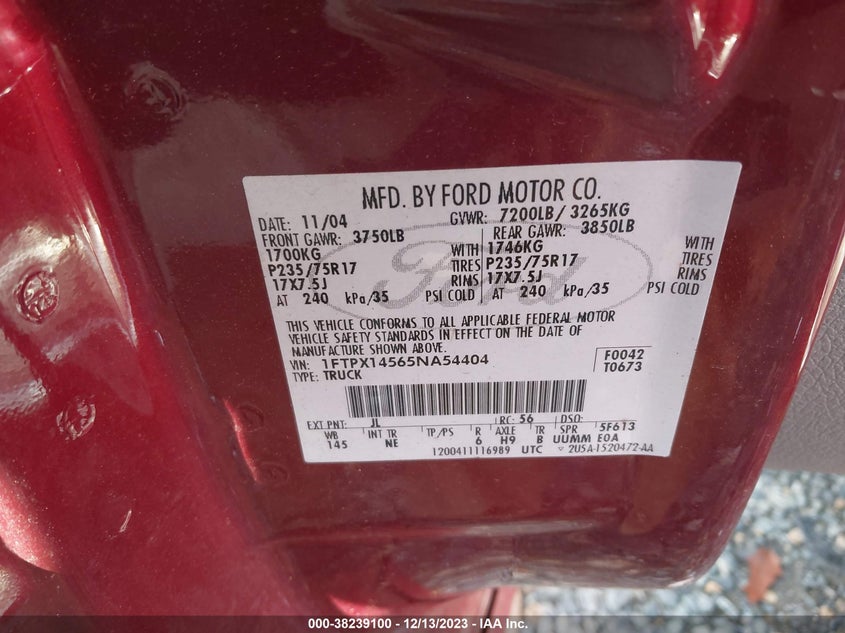 MFD. BY FORD MOTOR CO.
DATE: 11/04 GVWR: 7200LB / 3265KG
FRONT GAWR: 3750LB REAR GAWR: 3850LB
1700KG WITH 1746KG WITH
P235/75R17 TIRES P235/75R17 TIRES
17X7.5J RIMS 17X7.5J RIMS
AT 240 kPa/35 PSI COLD AT 240 kPa/35 PSI COLD
Ford
THIS VEHICLE CONFORMS TO ALL APPLICABLE FEDERAL MOTOR
VEHICLE SAFETY STANDARDS IN EFFECT ON THE DATE OF
MANUFACTURE SHOWN ABOVE.
VIN: 1FTPX14565NA54404 F0042
TYPE: TRUCK T0673
EXT PNT: JL RC: 56 DSO:
WB INT TR TP/PS R AXLE TR SPR 5F613
145 NE 6 H9 B UUMM E0A
1200411116989 UTC 2U5A-1520472-AA
000-38239100 - 12/13/2023 - IAA Inc.